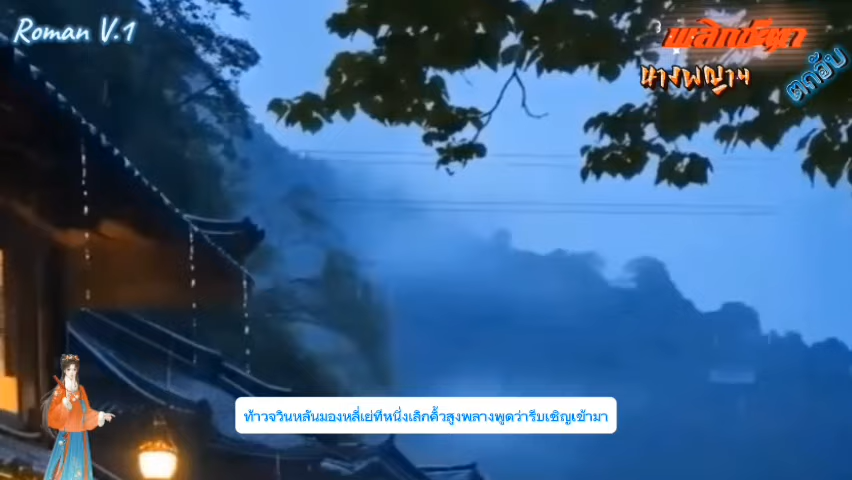 Roman V.1
พลิกชะตา
นางพญาฯ
ตกอับ
ท้าวจวินหลันมองหลี่เย่ทีหนึ่งเลิกคิ้วสูงพลางพูดว่ารีบเชิญเข้ามา